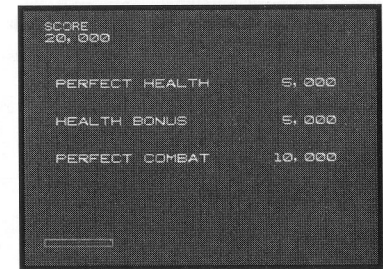 SCORE
20,000
PERFECT HEALTH 5,000
HEALTH BONUS 5,000
PERFECT COMBAT 10,000